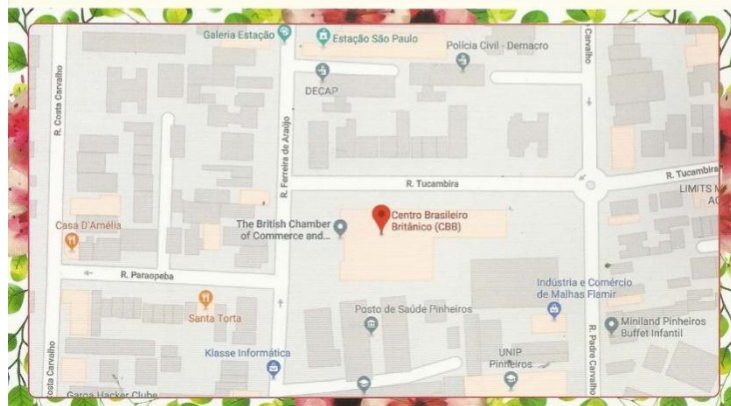 Galeria Estação
Estação São Paulo
Polícia Civil - Demacro
Carvalho
R. Costa Carvalho
DECAP
R. Ferreira de Araújo
R. Tucambira
R. Tucambira
LIMITS M
AC
Casa D'Amélia
The British Chamber
of Commerce and...
Centro Brasileiro
Britânico (CBB)
R. Paraopeba
Indústria e Comércio
de Malhas Flamir
Santa Torta
Posto de Saúde Pinheiros
Miniland Pinheiros
Buffet Infantil
R. Padre Carvalho
Klasse Informática
UNIP
Pinheiros
Costa Carvalho
Garoa Hacker Clube